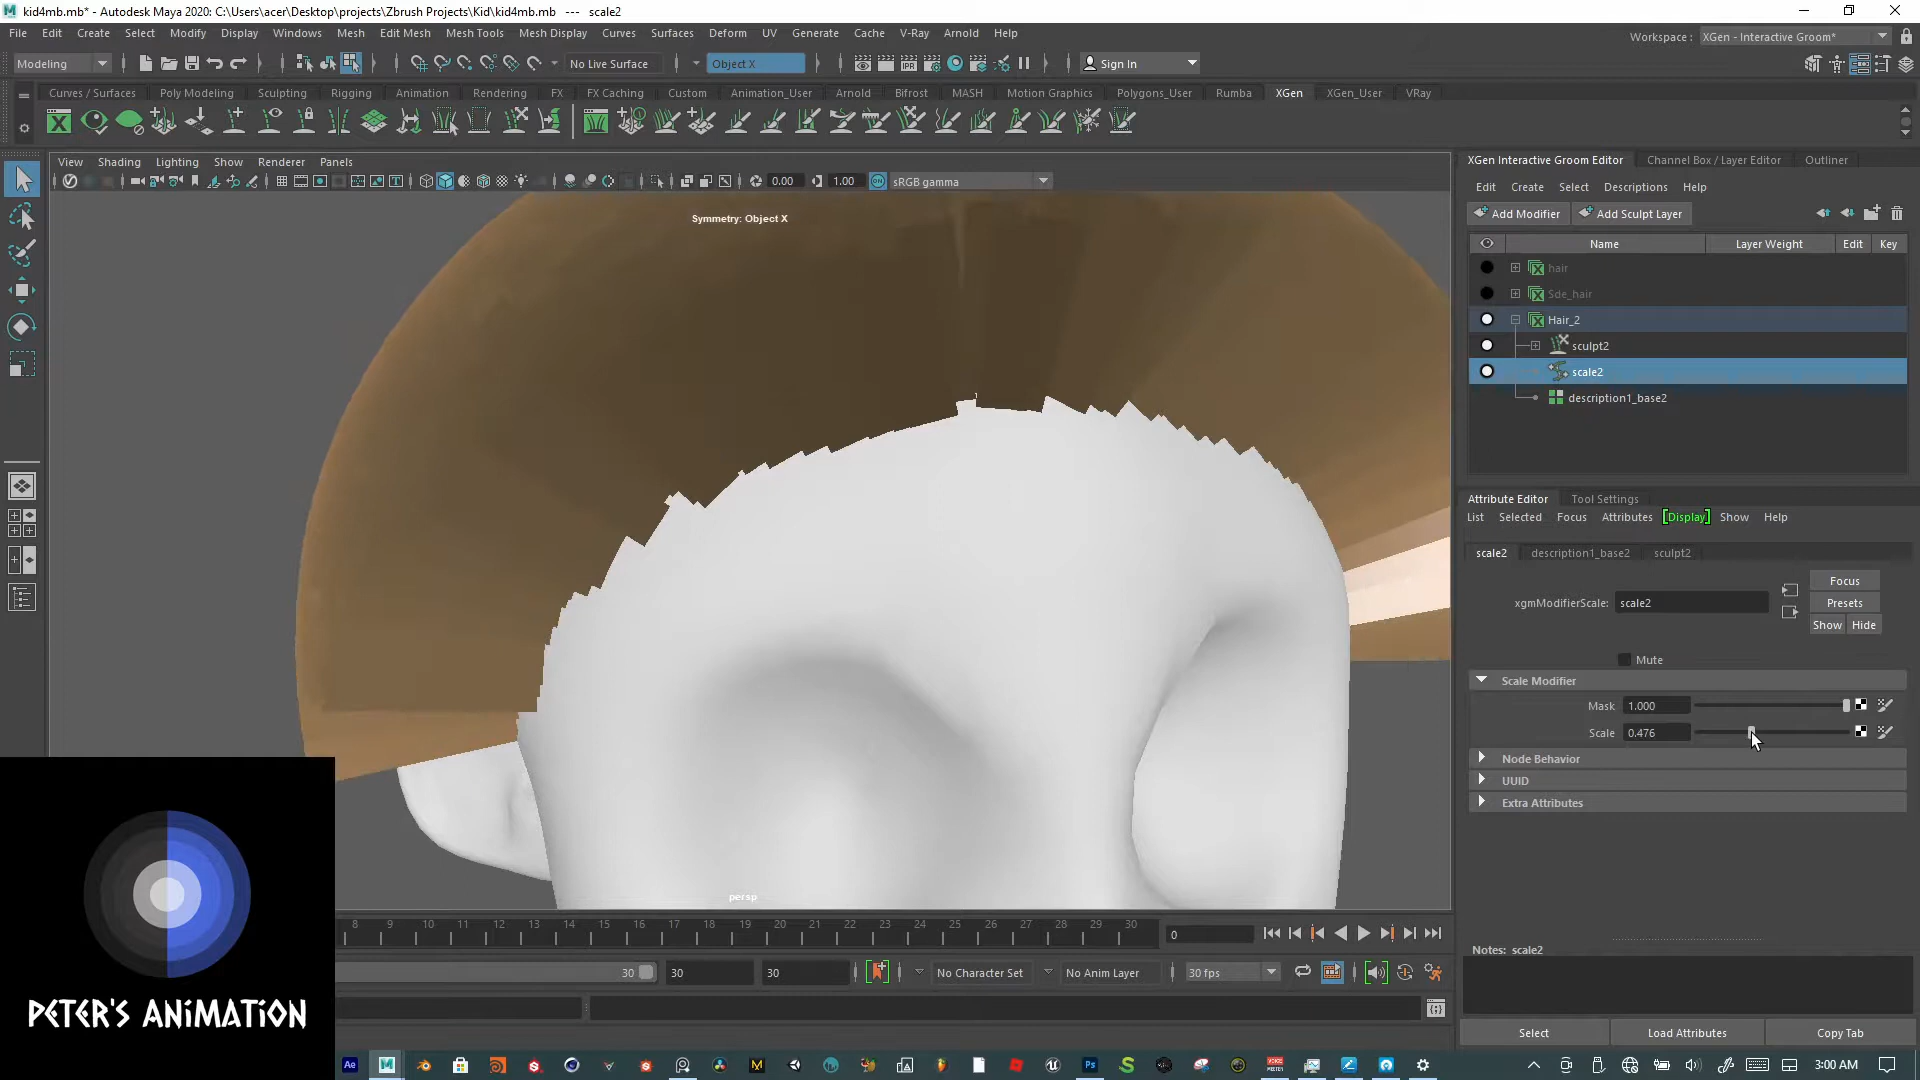 kid4mb.mb* - Autodesk Maya 2020: C:\Users\acer\Desktop\projects\Zbrush Projects\Kid\kid4mb.mb   ---   scale2
File Edit Create Select Modify Display Windows Mesh Edit Mesh Mesh Tools Mesh Display Curves Surfaces Deform UV Generate Cache V-Ray Arnold Help
Workspace : XGen - Interactive Groom*
Modeling No Live Surface Object X Sign In
Curves / Surfaces Poly Modeling Sculpting Rigging Animation Rendering FX FX Caching Custom Animation_User Arnold Bifrost MASH Motion Graphics Polygons_User Rumba XGen XGen_User VRay
View Shading Lighting Show Renderer Panels
0.00 1.00 sRGB gamma
Symmetry: Object X
persp
XGen Interactive Groom Editor Channel Box / Layer Editor Outliner
Edit Create Select Descriptions Help
Add Modifier Add Sculpt Layer
Name Layer Weight Edit Key
hair
Sde_hair
Hair_2
sculpt2
scale2
description1_base2
Attribute Editor Tool Settings
List Selected Focus Attributes [Display] Show Help
scale2 description1_base2 sculpt2
Focus
xgmModifierScale: scale2 Presets
Show Hide
Mute
Scale Modifier
Mask 1.000
Scale 0.476
Node Behavior
UUID
Extra Attributes
Notes: scale2
Select Load Attributes Copy Tab
8 9 10 11 12 13 14 15 16 17 18 19 20 21 22 23 24 25 26 27 28 29 30
0
30 30 30 No Character Set No Anim Layer 30 fps
PETER'S ANIMATION
3:00 AM